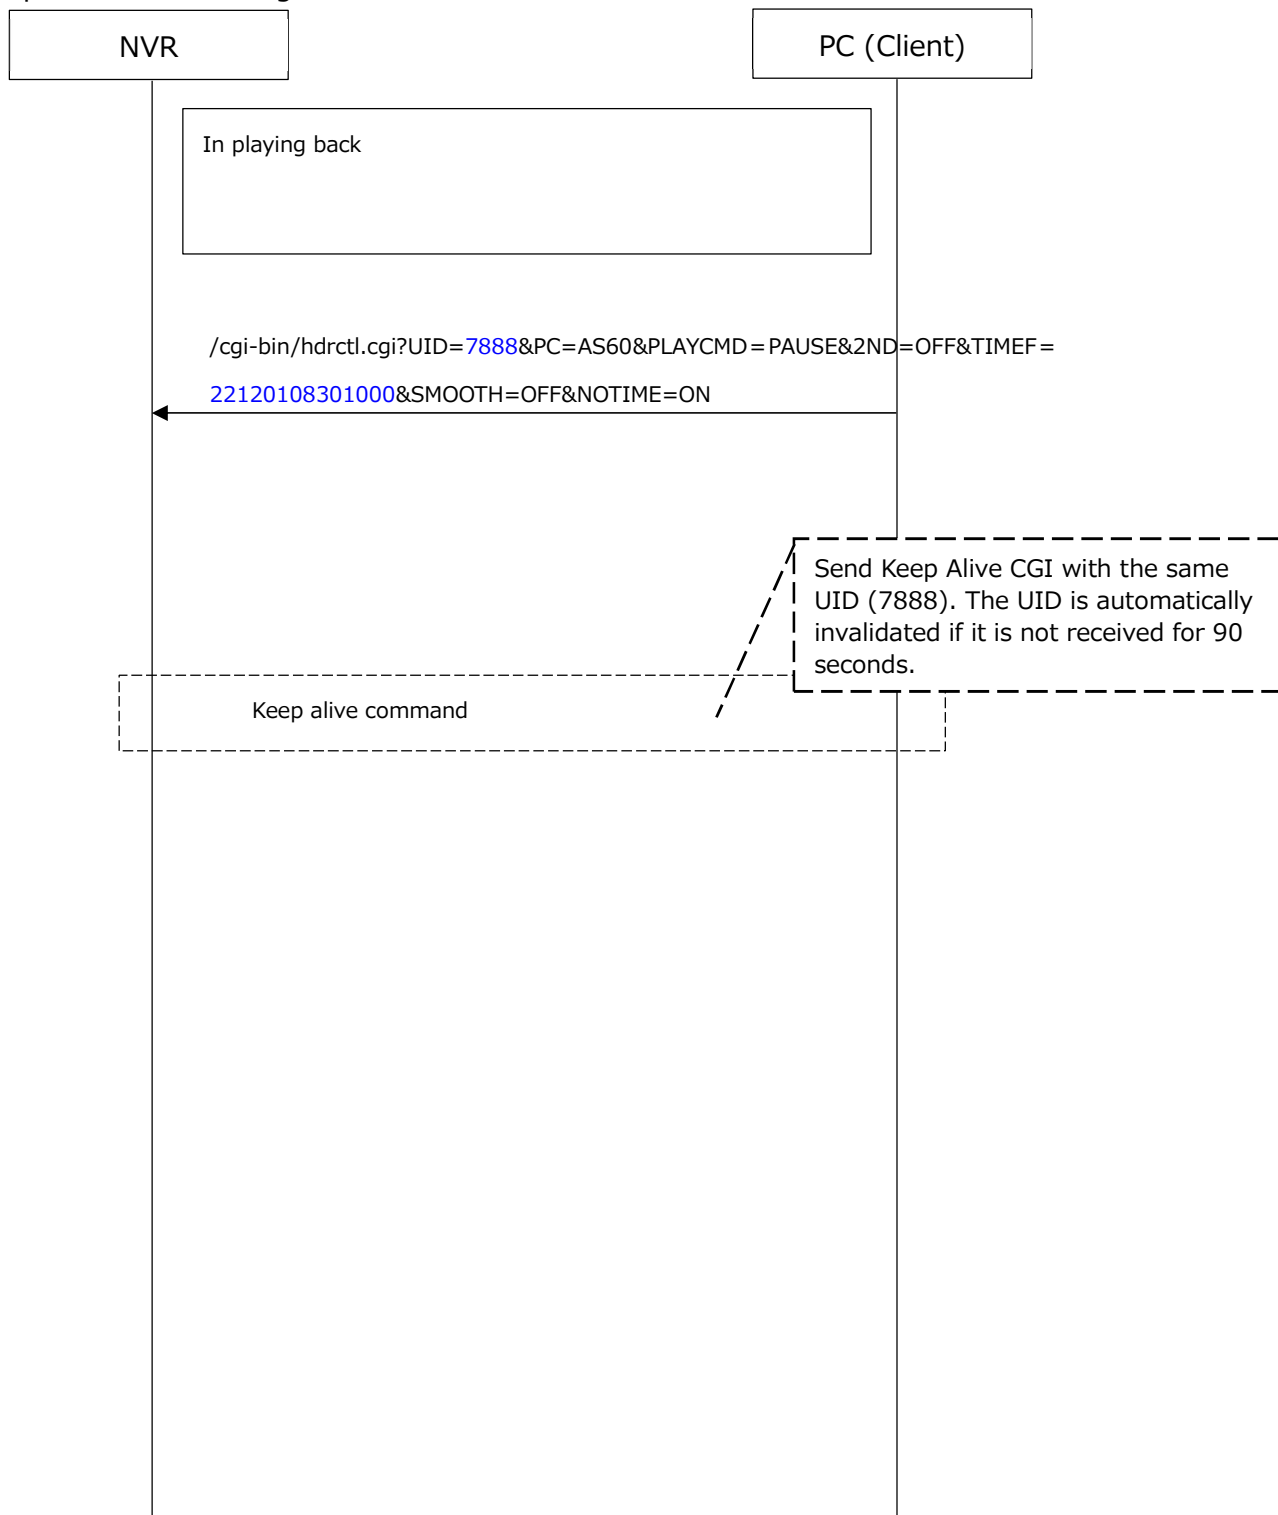 NVR
PC (Client)
In playing back
/cgi-bin/hdrctl.cgi?UID=7888&PC=AS60&PLAYCMD=PAUSE&2ND=OFF&TIMEF=
22120108301000&SMOOTH=OFF&NOTIME=ON
Send Keep Alive CGI with the same
UID (7888). The UID is automatically
invalidated if it is not received for 90
seconds.
Keep alive command